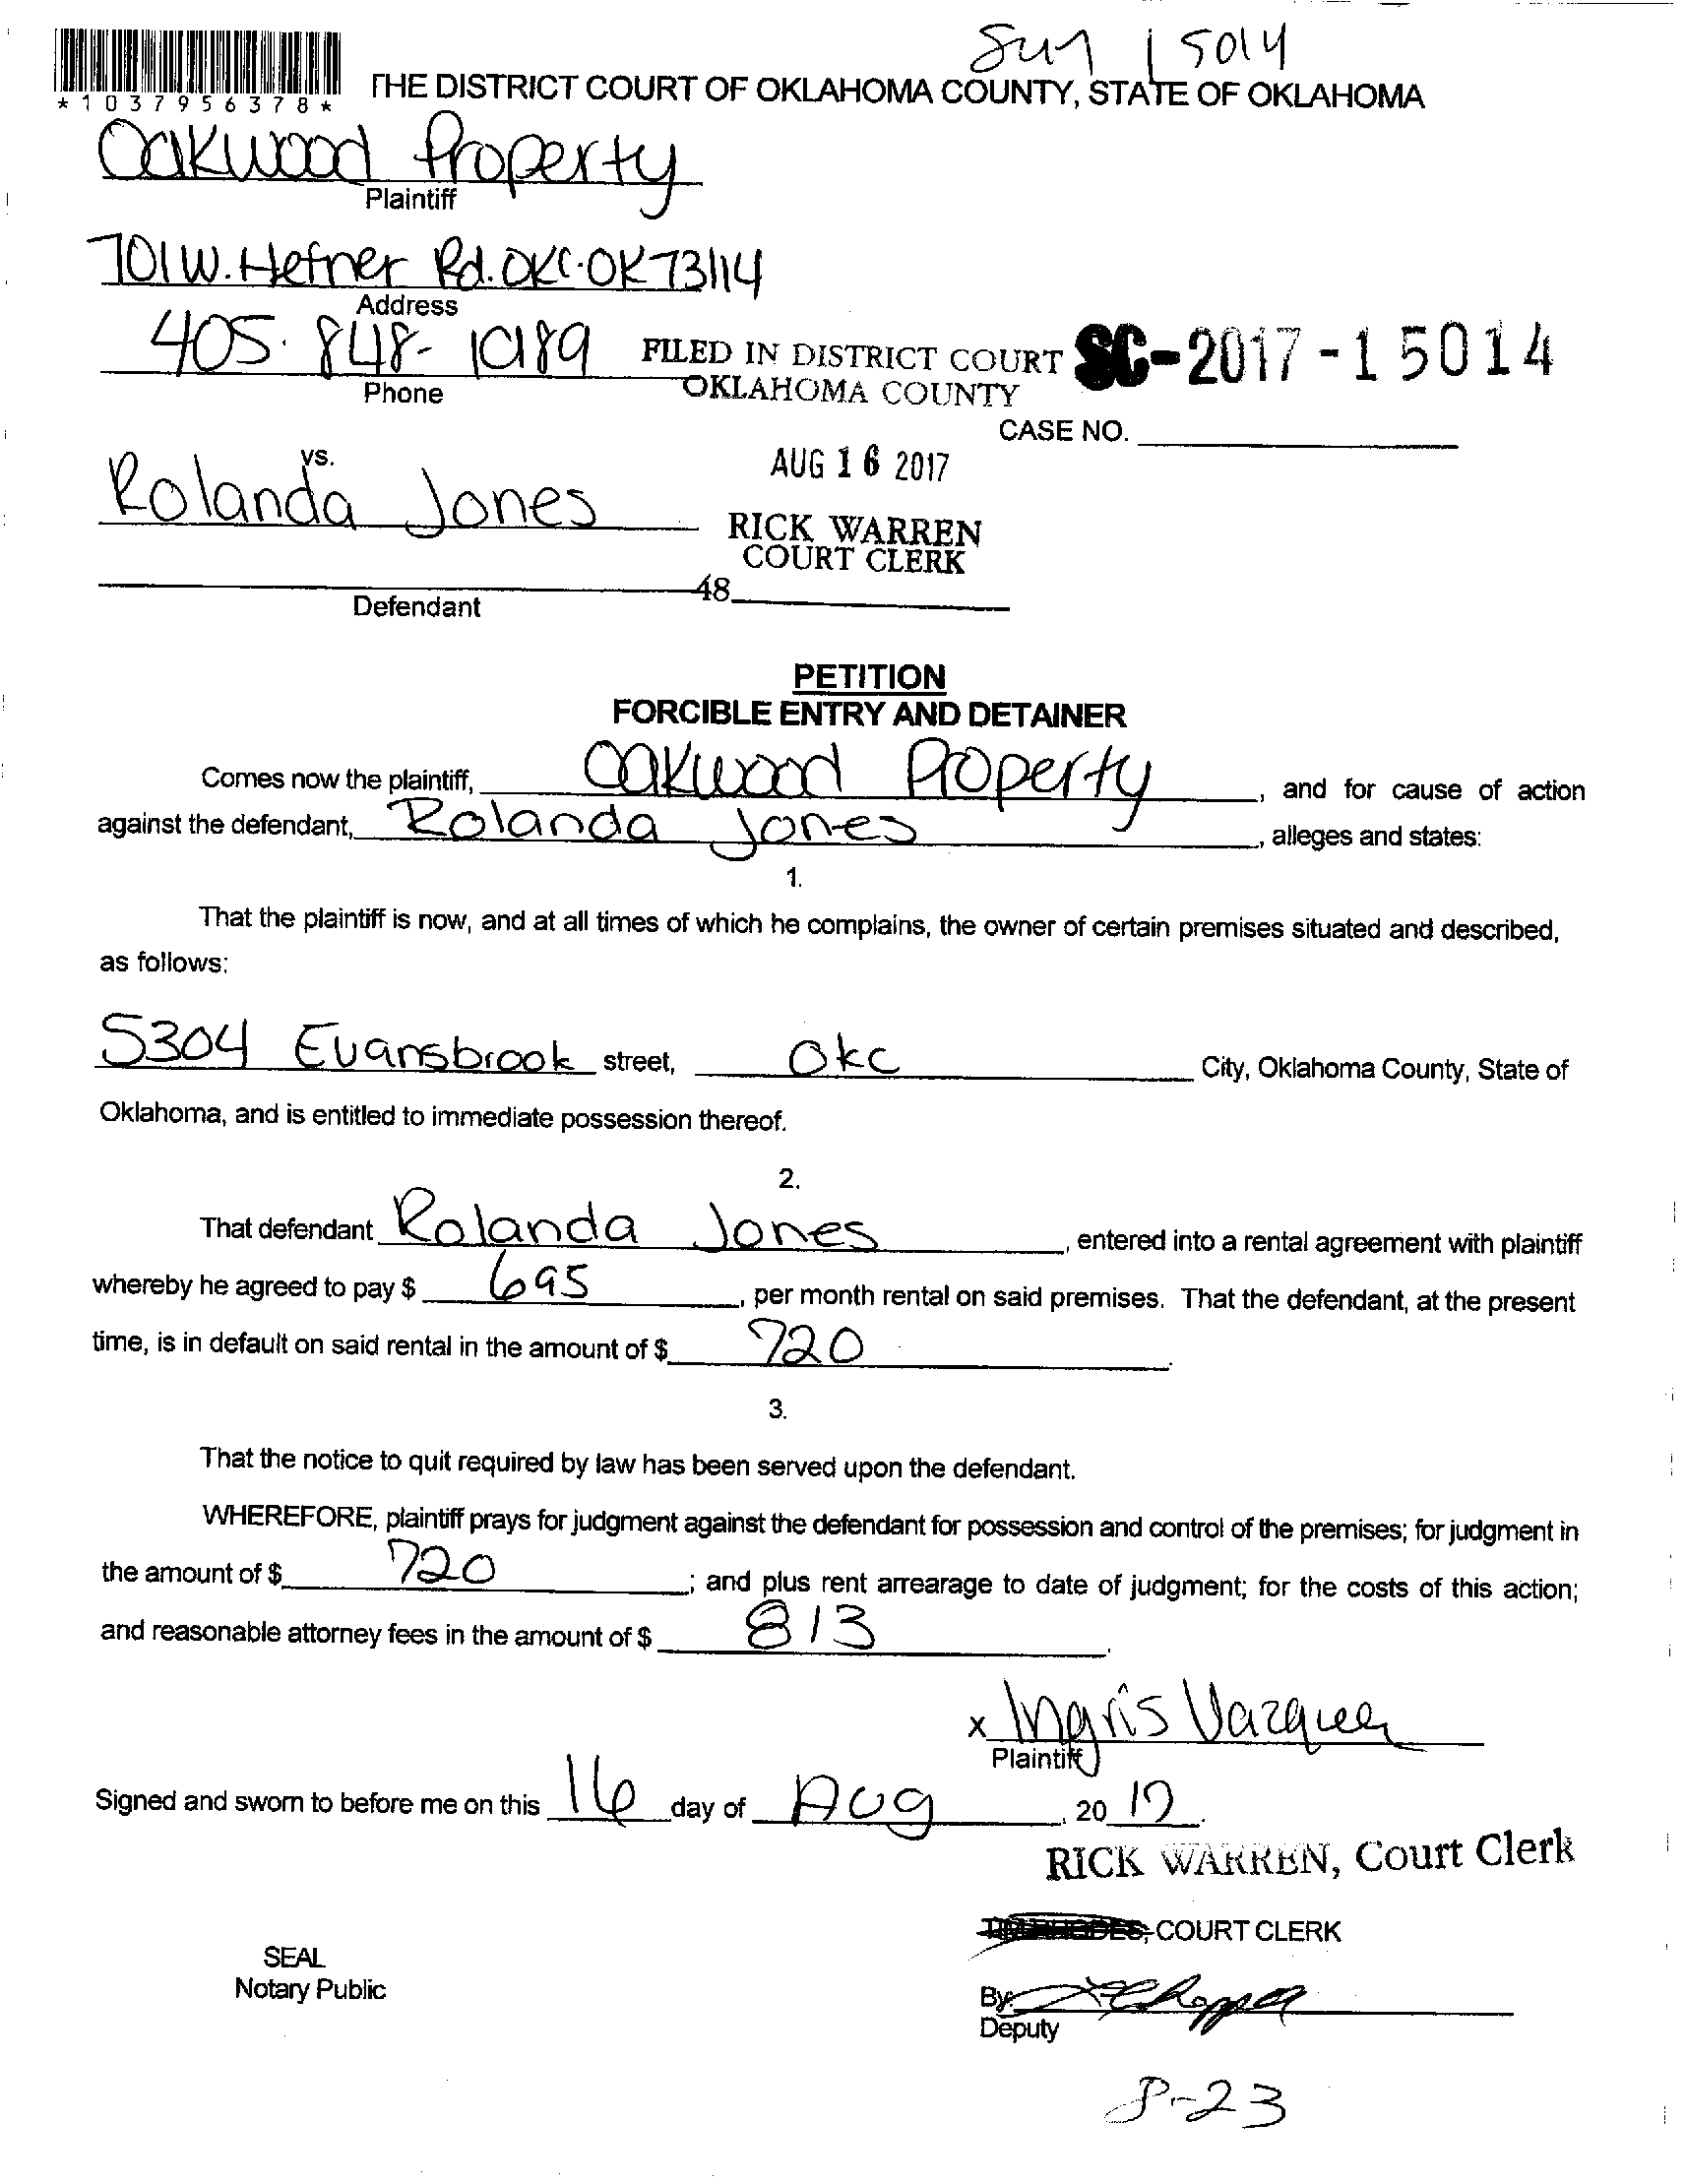 15014
*1037956378*
THE DISTRICT COURT OF OKLAHOMA COUNTY, STATE OF OKLAHOMA
Oakwood Property
Plaintiff
701 W. Hefner Rd. OKC. OK 73114
Address
405. 848-
Phone
FILED IN DISTRICT COURT
OKLAHOMA COUNTY
SC-2017-15014
CASE NO.
AUG 16 2017
vs.
Rolanda Jones
RICK WARREN
COURT CLERK
48
Defendant
PETITION
FORCIBLE ENTRY AND DETAINER
Comes now the plaintiff, Oakwood Property, and for cause of action
against the defendant, Rolanda Jones, alleges and states:
1.
That the plaintiff is now, and at all times of which he complains, the owner of certain premises situated and described,
as follows:
5304 Evansbrook street, Okc City, Oklahoma County, State of
Oklahoma, and is entitled to immediate possession thereof.
2.
That defendant Rolanda Jones, entered into a rental agreement with plaintiff
whereby he agreed to pay $ 695, per month rental on said premises. That the defendant, at the present
time, is in default on said rental in the amount of $ 720.
3.
That the notice to quit required by law has been served upon the defendant.
WHEREFORE, plaintiff prays for judgment against the defendant for possession and control of the premises; for judgment in
the amount of $ 720; and plus rent arrearage to date of judgment; for the costs of this action;
and reasonable attorney fees in the amount of $ 813.
x Ingris Vazquez
Plaintiff
Signed and sworn to before me on this 16 day of Aug, 2017.
RICK WARREN, Court Clerk
COURT CLERK
SEAL
Notary Public
By:
Deputy
8-23